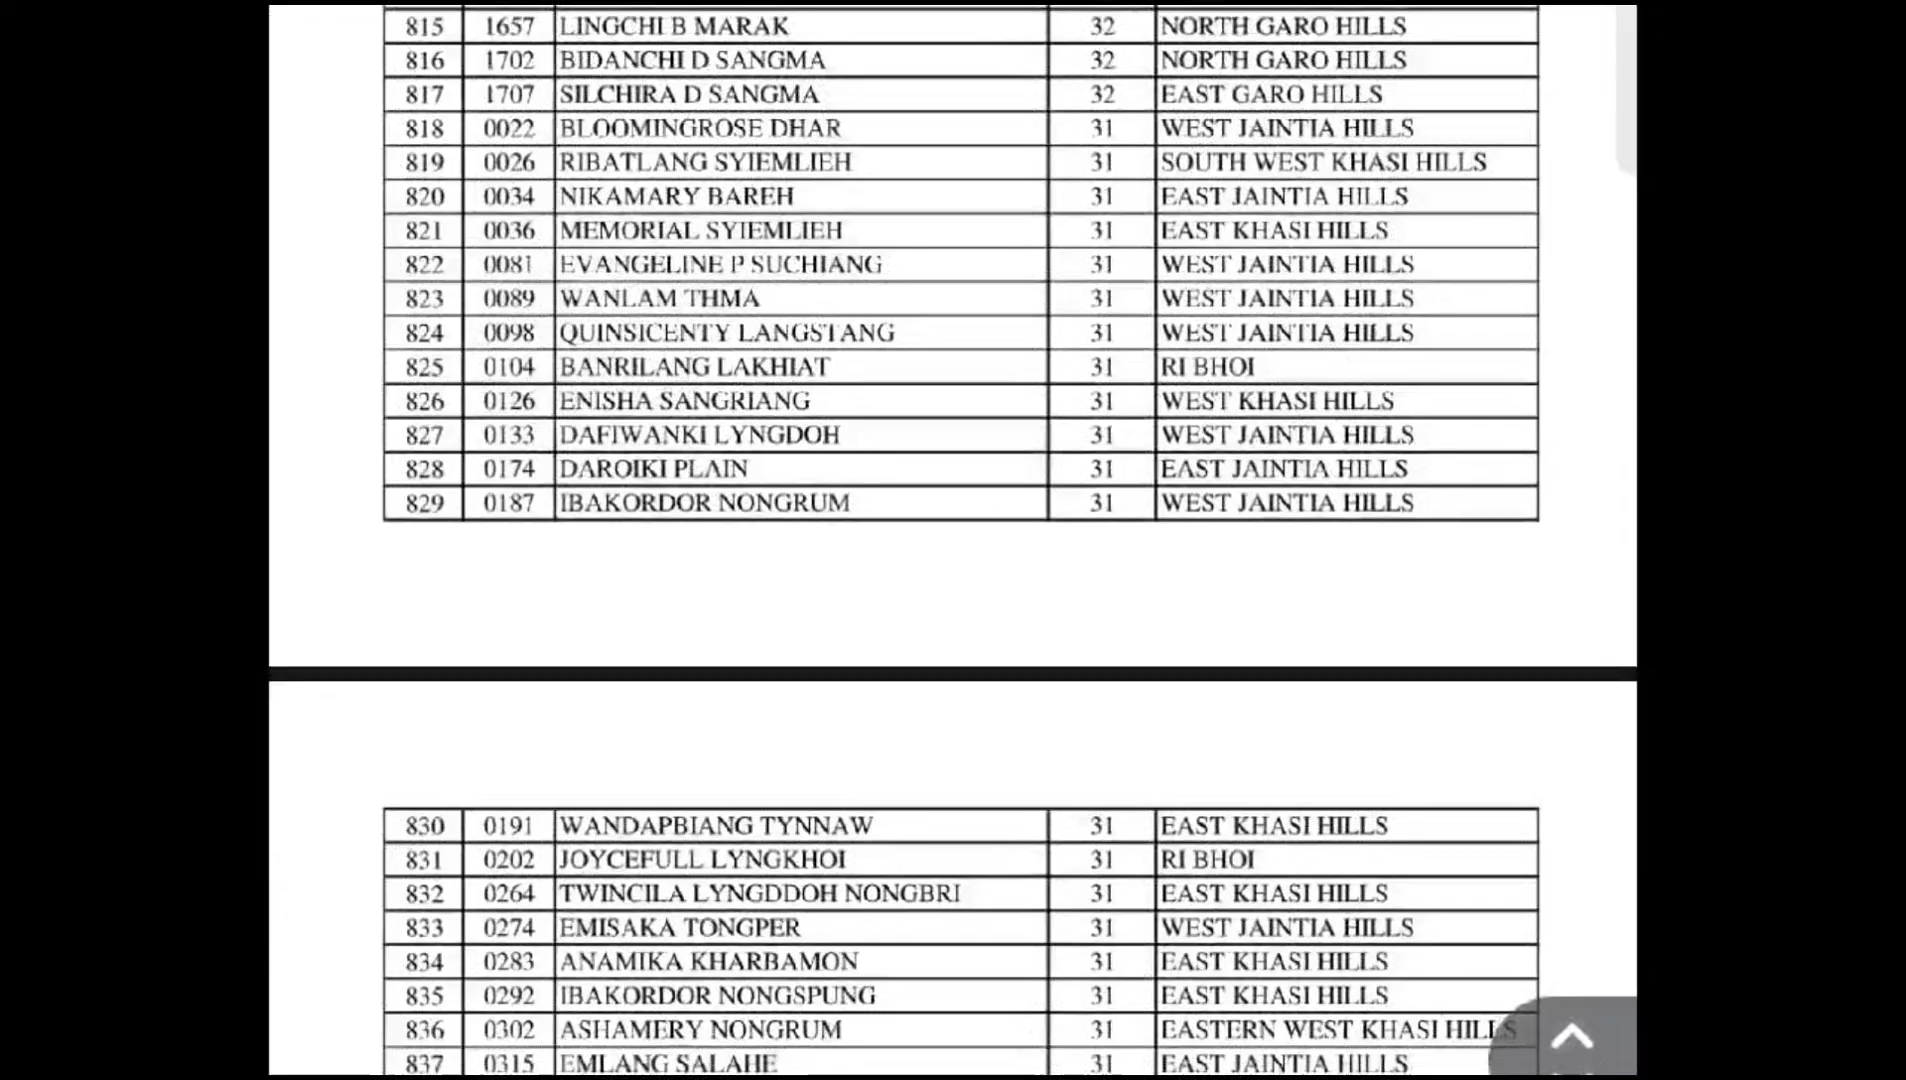 815 1657 LINGCHI B MARAK 32 NORTH GARO HILLS
816 1702 BIDANCHI D SANGMA 32 NORTH GARO HILLS
817 1707 SILCHIRA D SANGMA 32 EAST GARO HILLS
818 0022 BLOOMINGROSE DHAR 31 WEST JAINTIA HILLS
819 0026 RIBATLANG SYIEMLIEH 31 SOUTH WEST KHASI HILLS
820 0034 NIKAMARY BAREH 31 EAST JAINTIA HILLS
821 0036 MEMORIAL SYIEMLIEH 31 EAST KHASI HILLS
822 0081 EVANGELINE P SUCHIANG 31 WEST JAINTIA HILLS
823 0089 WANLAM THMA 31 WEST JAINTIA HILLS
824 0098 QUINSICENTY LANGSTANG 31 WEST JAINTIA HILLS
825 0104 BANRILANG LAKHIAT 31 RI BHOI
826 0126 ENISHA SANGRIANG 31 WEST KHASI HILLS
827 0133 DAFIWANKI LYNGDOH 31 WEST JAINTIA HILLS
828 0174 DAROIKI PLAIN 31 EAST JAINTIA HILLS
829 0187 IBAKORDOR NONGRUM 31 WEST JAINTIA HILLS
830 0191 WANDAPBIANG TYNNAW 31 EAST KHASI HILLS
831 0202 JOYCEFULL LYNGKHOI 31 RI BHOI
832 0264 TWINCILA LYNGDDOH NONGBRI 31 EAST KHASI HILLS
833 0274 EMISAKA TONGPER 31 WEST JAINTIA HILLS
834 0283 ANAMIKA KHARBAMON 31 EAST KHASI HILLS
835 0292 IBAKORDOR NONGSPUNG 31 EAST KHASI HILLS
836 0302 ASHAMERY NONGRUM 31 EASTERN WEST KHASI HILLS
837 0315 EMLANG SALAHE 31 EAST JAINTIA HILLS